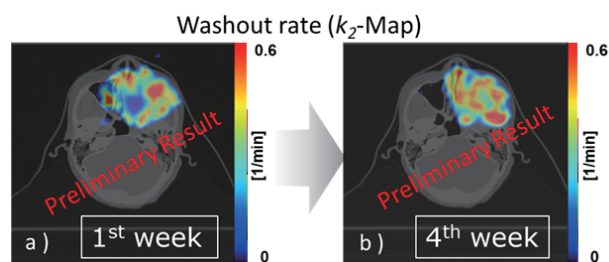 Washout rate (k₂-Map)
0.6
[1/min]
0
Preliminary Result
a ) 1st week
0.6
[1/min]
0
Preliminary Result
b ) 4th week